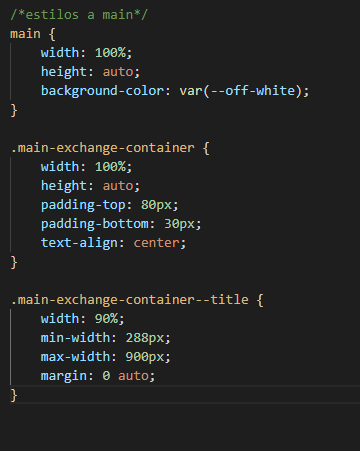 /*estilos a main*/
main {
    width: 100%;
    height: auto;
    background-color: var(--off-white);
}

.main-exchange-container {
    width: 100%;
    height: auto;
    padding-top: 80px;
    padding-bottom: 30px;
    text-align: center;
}

.main-exchange-container--title {
    width: 90%;
    min-width: 288px;
    max-width: 900px;
    margin: 0 auto;
}